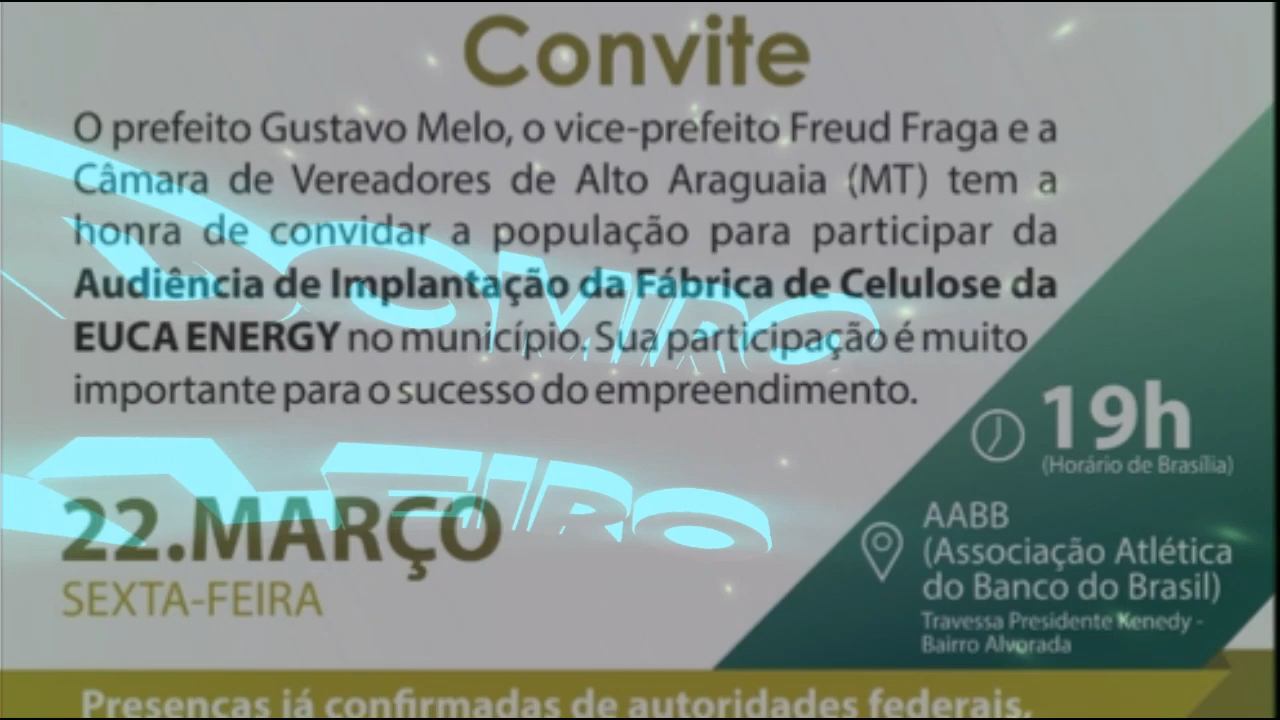 Convite
O prefeito Gustavo Melo, o vice-prefeito Freud Fraga e a
Câmara de Vereadores de Alto Araguaia (MT) tem a
honra de convidar a população para participar da
Audiência de Implantação da Fábrica de Celulose da
EUCA ENERGY no município. Sua participação é muito
importante para o sucesso do empreendimento.
22.MARÇO
SEXTA-FEIRA
19h
(Horário de Brasília)
AABB
(Associação Atlética
do Banco do Brasil)
Travessa Presidente Kenedy -
Bairro Alvorada
Presenças já confirmadas de autoridades federais,